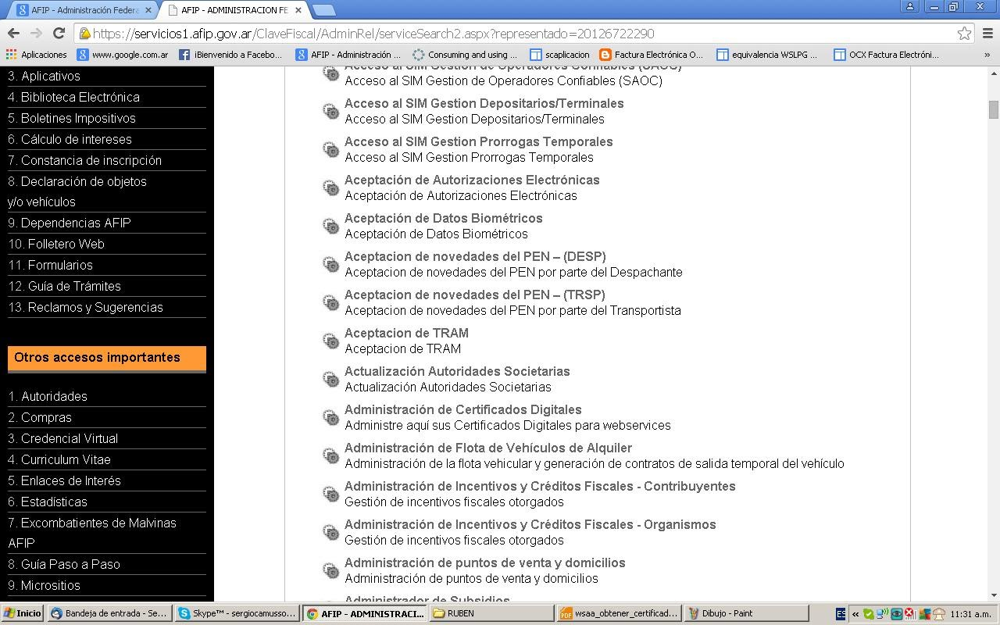 AFIP - Administración Federa
AFIP - ADMINISTRACION FE
https://servicios1.afip.gov.ar/ClaveFiscal/AdminRel/serviceSearch2.aspx?representado=20126722290
Aplicaciones
www.google.com.ar
¡Bienvenido a Facebo...
AFIP - Administración ...
Consuming and using ...
scaplicacion
Factura Electrónica O...
equivalencia WSLPG ...
OCX Factura Electróni...
»
3. Aplicativos
4. Biblioteca Electrónica
5. Boletines Impositivos
6. Cálculo de intereses
7. Constancia de inscripción
8. Declaración de objetos
y/o vehículos
9. Dependencias AFIP
10. Folletero Web
11. Formularios
12. Guía de Trámites
13. Reclamos y Sugerencias
Otros accesos importantes
1. Autoridades
2. Compras
3. Credencial Virtual
4. Curriculum Vitae
5. Enlaces de Interés
6. Estadísticas
7. Excombatientes de Malvinas
AFIP
8. Guía Paso a Paso
9. Micrositios
Acceso al SIM Gestion de Operadores Confiables (SAOC)
Acceso al SIM Gestion de Operadores Confiables (SAOC)
Acceso al SIM Gestion Depositarios/Terminales
Acceso al SIM Gestion Depositarios/Terminales
Acceso al SIM Gestion Prorrogas Temporales
Acceso al SIM Gestion Prorrogas Temporales
Aceptación de Autorizaciones Electrónicas
Aceptación de Autorizaciones Electrónicas
Aceptación de Datos Biométricos
Aceptación de Datos Biométricos
Aceptacion de novedades del PEN – (DESP)
Aceptacion de novedades del PEN por parte del Despachante
Aceptacion de novedades del PEN – (TRSP)
Aceptacion de novedades del PEN por parte del Transportista
Aceptacion de TRAM
Aceptacion de TRAM
Actualización Autoridades Societarias
Actualización Autoridades Societarias
Administración de Certificados Digitales
Administre aquí sus Certificados Digitales para webservices
Administración de Flota de Vehículos de Alquiler
Administración de la flota vehicular y generación de contratos de salida temporal del vehículo
Administración de Incentivos y Créditos Fiscales - Contribuyentes
Gestión de incentivos fiscales otorgados
Administración de Incentivos y Créditos Fiscales - Organismos
Gestión de incentivos fiscales otorgados
Administración de puntos de venta y domicilios
Administración de puntos de venta y domicilios
Administrador de Subsidios
Inicio
Bandeja de entrada - Se...
Skype™ - sergiocamusso...
AFIP - ADMINISTRACI...
RUBEN
wsaa_obtener_certificad...
Dibujo - Paint
ES
«
11:31 a.m.